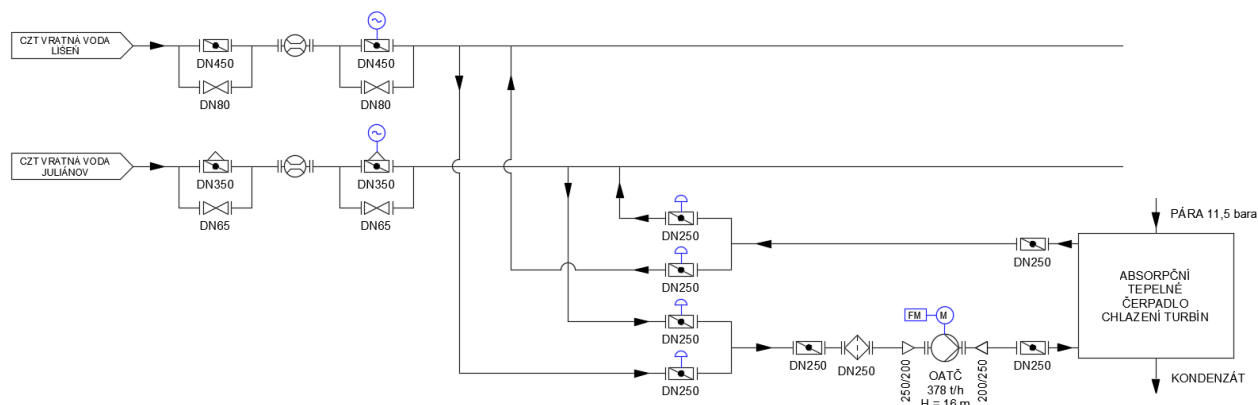 CZT VRATNÁ VODA
LÍŠEŇ
DN450
DN80
DN450
DN80
CZT VRATNÁ VODA
JULIÁNOV
DN350
DN65
DN350
DN65
DN250
DN250
DN250
DN250
DN250
PÁRA 11,5 bara
ABSORPČNÍ
TEPELNÉ
ČERPADLO
CHLAZENÍ TURBÍN
KONDENZÁT
DN250
DN250
250/200
FM
M
OATČ
378 t/h
H = 16 m
200/250
DN250